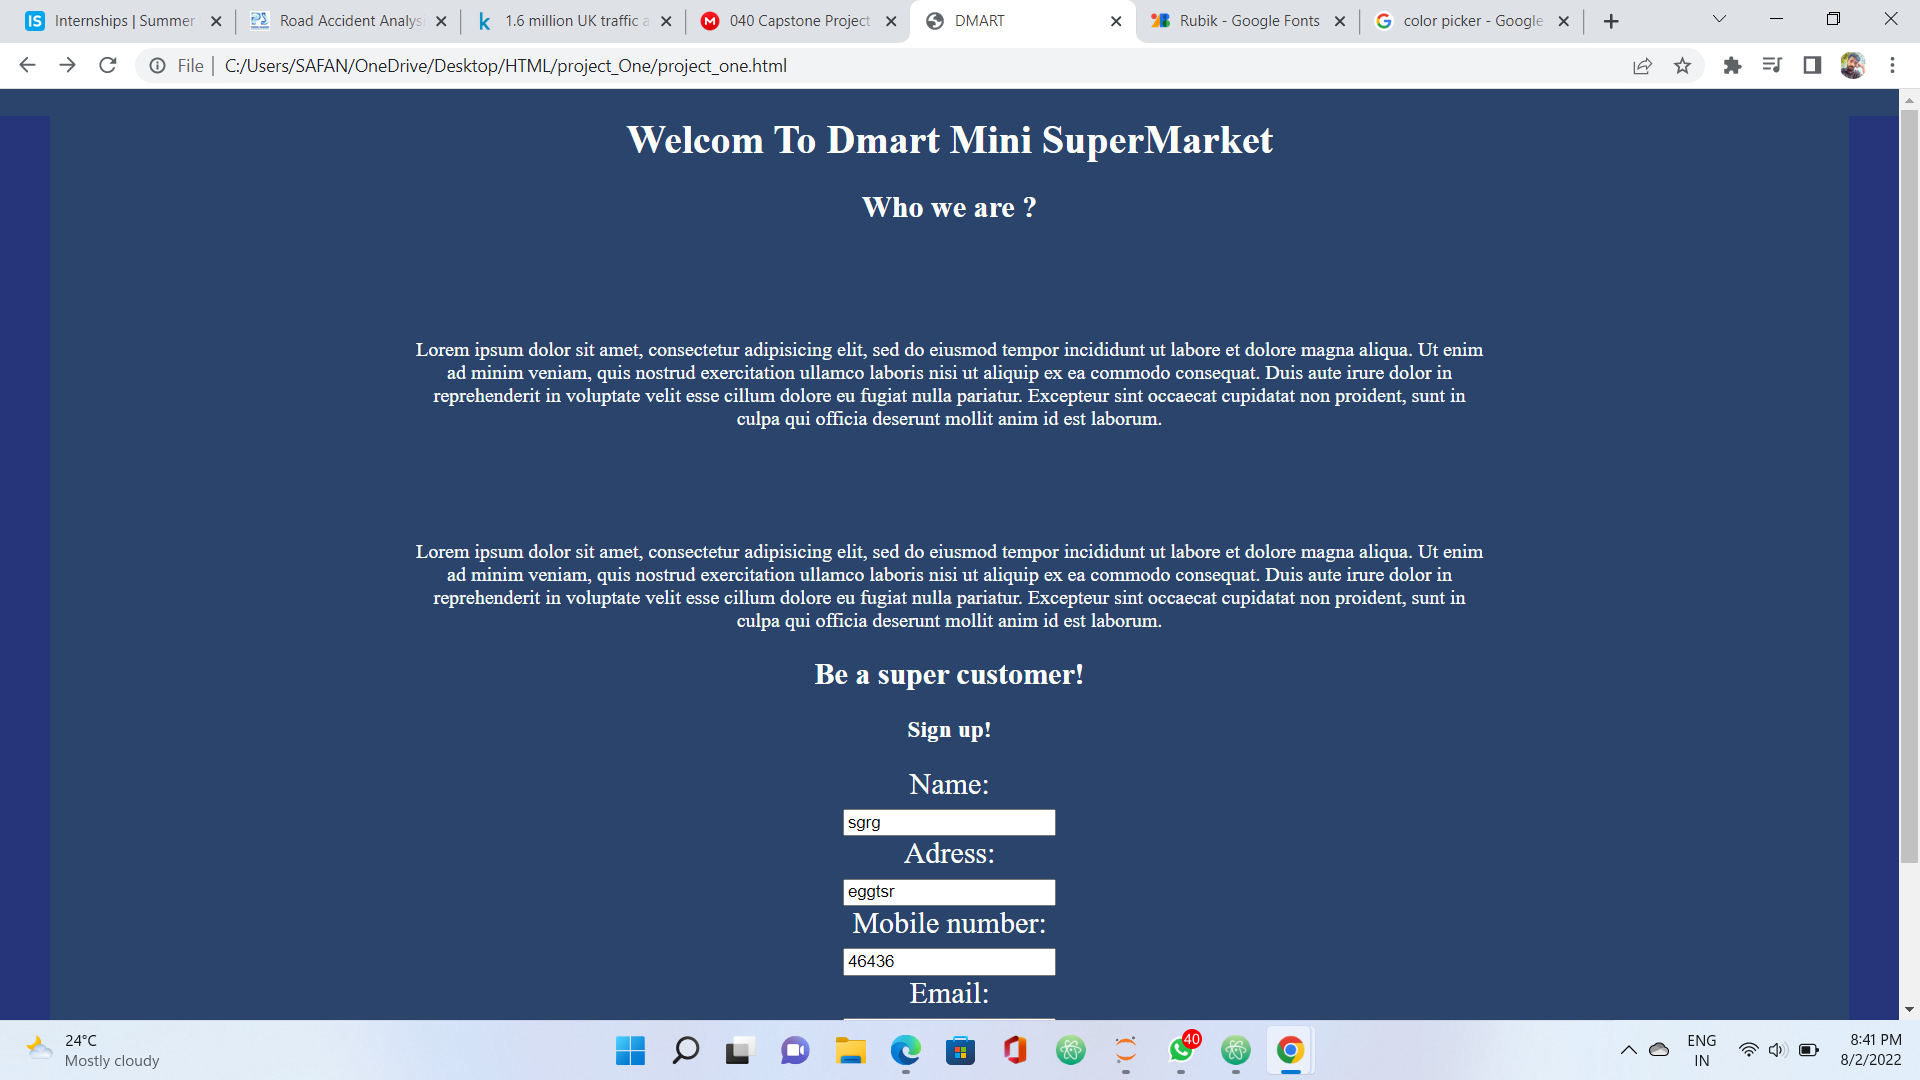 Internships | Summer
Road Accident Analys
1.6 million UK traffic a
040 Capstone Project
DMART
Rubik - Google Fonts
color picker - Google
File
C:/Users/SAFAN/OneDrive/Desktop/HTML/project_One/project_one.html
Welcom To Dmart Mini SuperMarket
Who we are ?
Lorem ipsum dolor sit amet, consectetur adipisicing elit, sed do eiusmod tempor incididunt ut labore et dolore magna aliqua. Ut enim
ad minim veniam, quis nostrud exercitation ullamco laboris nisi ut aliquip ex ea commodo consequat. Duis aute irure dolor in
reprehenderit in voluptate velit esse cillum dolore eu fugiat nulla pariatur. Excepteur sint occaecat cupidatat non proident, sunt in
culpa qui officia deserunt mollit anim id est laborum.
Lorem ipsum dolor sit amet, consectetur adipisicing elit, sed do eiusmod tempor incididunt ut labore et dolore magna aliqua. Ut enim
ad minim veniam, quis nostrud exercitation ullamco laboris nisi ut aliquip ex ea commodo consequat. Duis aute irure dolor in
reprehenderit in voluptate velit esse cillum dolore eu fugiat nulla pariatur. Excepteur sint occaecat cupidatat non proident, sunt in
culpa qui officia deserunt mollit anim id est laborum.
Be a super customer!
Sign up!
Name:
sgrg
Adress:
eggtsr
Mobile number:
46436
Email:
24°C
Mostly cloudy
40
ENG
IN
8:41 PM
8/2/2022